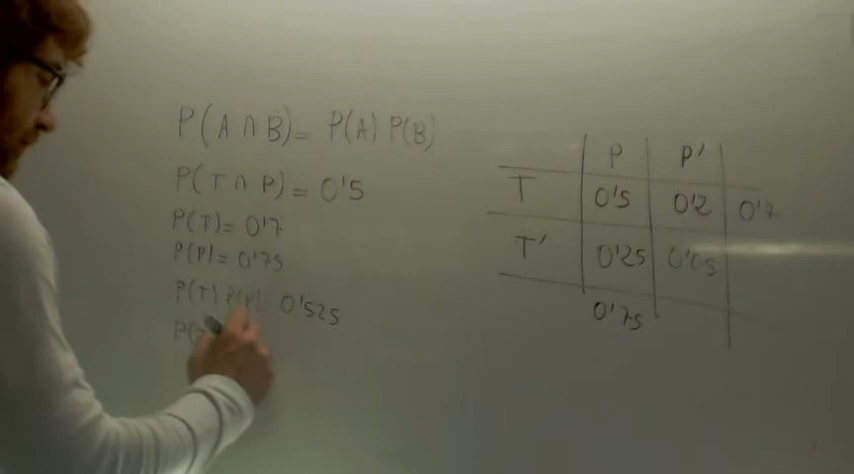 P(A ∩ B) = P(A) P(B)
P(T ∩ P) = 0'5
P(T) = 0'7
P(P) = 0'75
P(T) P(P) = 0'525
P(
P P'
T 0'5 0'2 0'7
T' 0'25 0'05
0'75